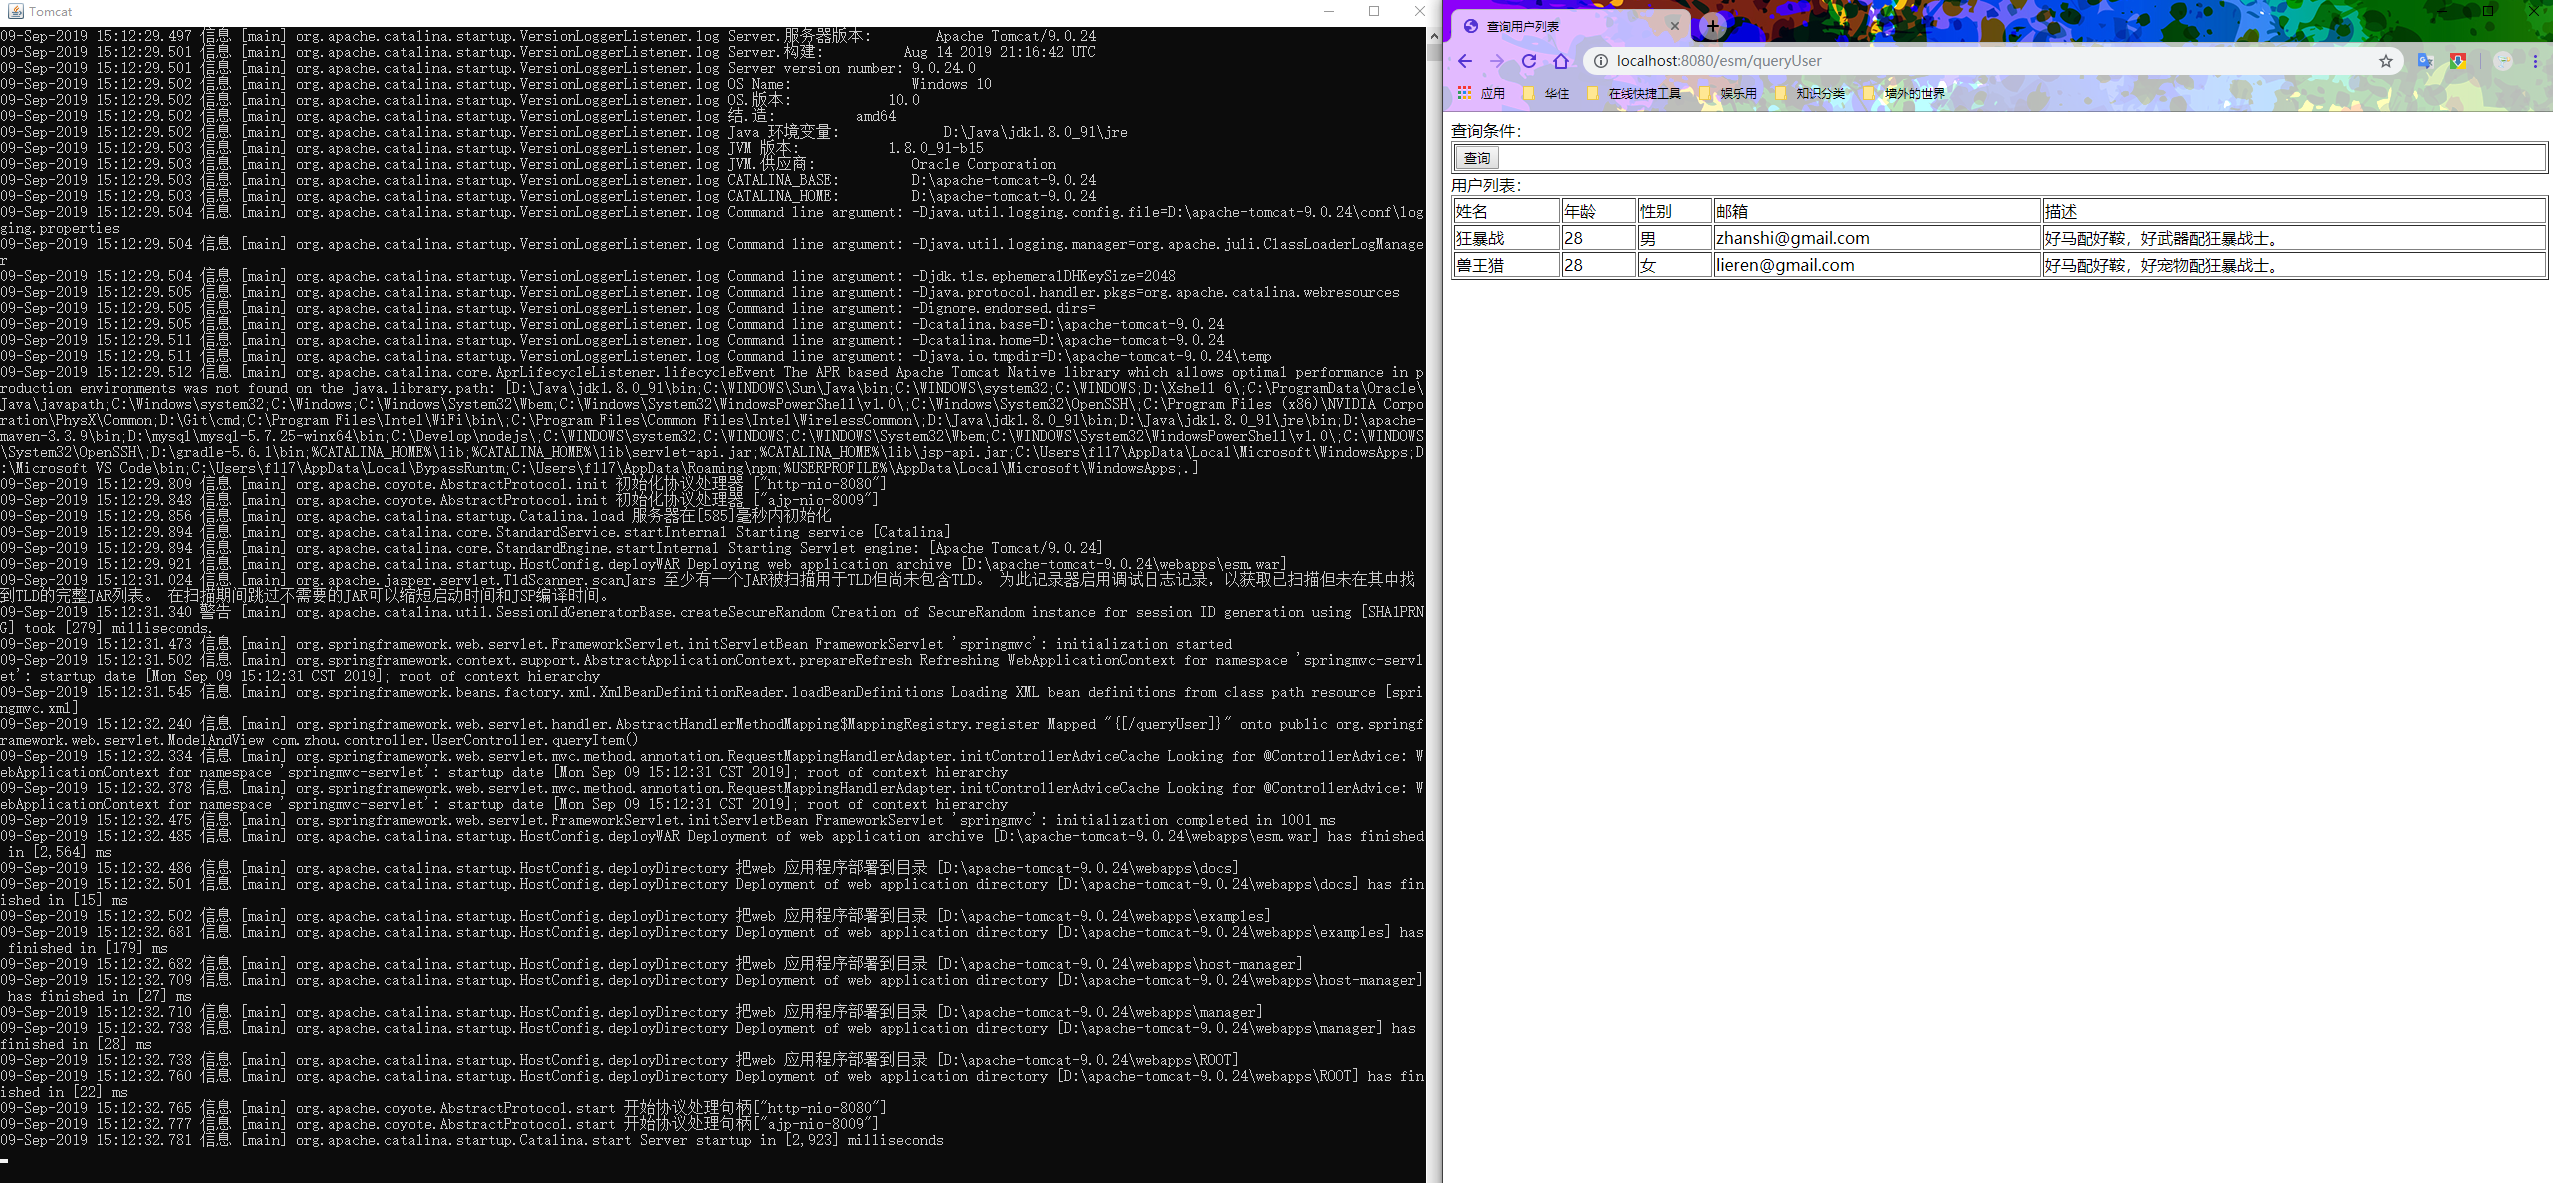 Tomcat
09-Sep-2019 15:12:29.497 信息 [main] org.apache.catalina.startup.VersionLoggerListener.log Server.服务器版本:        Apache Tomcat/9.0.24
09-Sep-2019 15:12:29.501 信息 [main] org.apache.catalina.startup.VersionLoggerListener.log Server.构建:          Aug 14 2019 21:16:42 UTC
09-Sep-2019 15:12:29.501 信息 [main] org.apache.catalina.startup.VersionLoggerListener.log Server version number: 9.0.24.0
09-Sep-2019 15:12:29.502 信息 [main] org.apache.catalina.startup.VersionLoggerListener.log OS Name:               Windows 10
09-Sep-2019 15:12:29.502 信息 [main] org.apache.catalina.startup.VersionLoggerListener.log OS.版本:            10.0
09-Sep-2019 15:12:29.502 信息 [main] org.apache.catalina.startup.VersionLoggerListener.log 结.造:          amd64
09-Sep-2019 15:12:29.502 信息 [main] org.apache.catalina.startup.VersionLoggerListener.log Java 环境变量:             D:\Java\jdk1.8.0_91\jre
09-Sep-2019 15:12:29.503 信息 [main] org.apache.catalina.startup.VersionLoggerListener.log JVM 版本:           1.8.0_91-b15
09-Sep-2019 15:12:29.503 信息 [main] org.apache.catalina.startup.VersionLoggerListener.log JVM.供应商:            Oracle Corporation
09-Sep-2019 15:12:29.503 信息 [main] org.apache.catalina.startup.VersionLoggerListener.log CATALINA_BASE:         D:\apache-tomcat-9.0.24
09-Sep-2019 15:12:29.503 信息 [main] org.apache.catalina.startup.VersionLoggerListener.log CATALINA_HOME:         D:\apache-tomcat-9.0.24
09-Sep-2019 15:12:29.504 信息 [main] org.apache.catalina.startup.VersionLoggerListener.log Command line argument: -Djava.util.logging.config.file=D:\apache-tomcat-9.0.24\conf\log
ging.properties
09-Sep-2019 15:12:29.504 信息 [main] org.apache.catalina.startup.VersionLoggerListener.log Command line argument: -Djava.util.logging.manager=org.apache.juli.ClassLoaderLogManage
r
09-Sep-2019 15:12:29.504 信息 [main] org.apache.catalina.startup.VersionLoggerListener.log Command line argument: -Djdk.tls.ephemeralDHKeySize=2048
09-Sep-2019 15:12:29.505 信息 [main] org.apache.catalina.startup.VersionLoggerListener.log Command line argument: -Djava.protocol.handler.pkgs=org.apache.catalina.webresources
09-Sep-2019 15:12:29.505 信息 [main] org.apache.catalina.startup.VersionLoggerListener.log Command line argument: -Dignore.endorsed.dirs=
09-Sep-2019 15:12:29.505 信息 [main] org.apache.catalina.startup.VersionLoggerListener.log Command line argument: -Dcatalina.base=D:\apache-tomcat-9.0.24
09-Sep-2019 15:12:29.511 信息 [main] org.apache.catalina.startup.VersionLoggerListener.log Command line argument: -Dcatalina.home=D:\apache-tomcat-9.0.24
09-Sep-2019 15:12:29.511 信息 [main] org.apache.catalina.startup.VersionLoggerListener.log Command line argument: -Djava.io.tmpdir=D:\apache-tomcat-9.0.24\temp
09-Sep-2019 15:12:29.512 信息 [main] org.apache.catalina.core.AprLifecycleListener.lifecycleEvent The APR based Apache Tomcat Native library which allows optimal performance in p
roduction environments was not found on the java.library.path: [D:\Java\jdk1.8.0_91\bin;C:\WINDOWS\Sun\Java\bin;C:\WINDOWS\system32;C:\WINDOWS;D:\Xshell 6\;C:\ProgramData\Oracle\
Java\javapath;C:\Windows\system32;C:\Windows;C:\Windows\System32\Wbem;C:\Windows\System32\WindowsPowerShell\v1.0\;C:\Windows\System32\OpenSSH\;C:\Program Files (x86)\NVIDIA Corpo
ration\PhysX\Common;D:\Git\cmd;C:\Program Files\Intel\WiFi\bin\;C:\Program Files\Common Files\Intel\WirelessCommon\;D:\Java\jdk1.8.0_91\bin;D:\Java\jdk1.8.0_91\jre\bin;D:\apache-
maven-3.3.9\bin;D:\mysql\mysql-5.7.25-winx64\bin;C:\Develop\nodejs\;C:\WINDOWS\system32;C:\WINDOWS;C:\WINDOWS\System32\Wbem;C:\WINDOWS\System32\WindowsPowerShell\v1.0\;C:\WINDOWS
\System32\OpenSSH\;D:\gradle-5.6.1\bin;%CATALINA_HOME%\lib;%CATALINA_HOME%\lib\servlet-api.jar;%CATALINA_HOME%\lib\jsp-api.jar;C:\Users\fl17\AppData\Local\Microsoft\WindowsApps;D
:\Microsoft VS Code\bin;C:\Users\fl17\AppData\Local\BypassRuntm;C:\Users\fl17\AppData\Roaming\npm;%USERPROFILE%\AppData\Local\Microsoft\WindowsApps;.]
09-Sep-2019 15:12:29.809 信息 [main] org.apache.coyote.AbstractProtocol.init 初始化协议处理器 ["http-nio-8080"]
09-Sep-2019 15:12:29.848 信息 [main] org.apache.coyote.AbstractProtocol.init 初始化协议处理器 ["ajp-nio-8009"]
09-Sep-2019 15:12:29.856 信息 [main] org.apache.catalina.startup.Catalina.load 服务器在[585]毫秒内初始化
09-Sep-2019 15:12:29.894 信息 [main] org.apache.catalina.core.StandardService.startInternal Starting service [Catalina]
09-Sep-2019 15:12:29.894 信息 [main] org.apache.catalina.core.StandardEngine.startInternal Starting Servlet engine: [Apache Tomcat/9.0.24]
09-Sep-2019 15:12:29.921 信息 [main] org.apache.catalina.startup.HostConfig.deployWAR Deploying web application archive [D:\apache-tomcat-9.0.24\webapps\esm.war]
09-Sep-2019 15:12:31.024 信息 [main] org.apache.jasper.servlet.TldScanner.scanJars 至少有一个JAR被扫描用于TLD但尚未包含TLD。 为此记录器启用调试日志记录，以获取已扫描但未在其中找
到TLD的完整JAR列表。 在扫描期间跳过不需要的JAR可以缩短启动时间和JSP编译时间。
09-Sep-2019 15:12:31.340 警告 [main] org.apache.catalina.util.SessionIdGeneratorBase.createSecureRandom Creation of SecureRandom instance for session ID generation using [SHA1PRN
G] took [279] milliseconds.
09-Sep-2019 15:12:31.473 信息 [main] org.springframework.web.servlet.FrameworkServlet.initServletBean FrameworkServlet 'springmvc': initialization started
09-Sep-2019 15:12:31.502 信息 [main] org.springframework.context.support.AbstractApplicationContext.prepareRefresh Refreshing WebApplicationContext for namespace 'springmvc-servl
et': startup date [Mon Sep 09 15:12:31 CST 2019]; root of context hierarchy
09-Sep-2019 15:12:31.545 信息 [main] org.springframework.beans.factory.xml.XmlBeanDefinitionReader.loadBeanDefinitions Loading XML bean definitions from class path resource [spri
ngmvc.xml]
09-Sep-2019 15:12:32.240 信息 [main] org.springframework.web.servlet.handler.AbstractHandlerMethodMapping$MappingRegistry.register Mapped "{[/queryUser]}" onto public org.springf
ramework.web.servlet.ModelAndView com.zhou.controller.UserController.queryItem()
09-Sep-2019 15:12:32.334 信息 [main] org.springframework.web.servlet.mvc.method.annotation.RequestMappingHandlerAdapter.initControllerAdviceCache Looking for @ControllerAdvice: W
ebApplicationContext for namespace 'springmvc-servlet': startup date [Mon Sep 09 15:12:31 CST 2019]; root of context hierarchy
09-Sep-2019 15:12:32.378 信息 [main] org.springframework.web.servlet.mvc.method.annotation.RequestMappingHandlerAdapter.initControllerAdviceCache Looking for @ControllerAdvice: W
ebApplicationContext for namespace 'springmvc-servlet': startup date [Mon Sep 09 15:12:31 CST 2019]; root of context hierarchy
09-Sep-2019 15:12:32.475 信息 [main] org.springframework.web.servlet.FrameworkServlet.initServletBean FrameworkServlet 'springmvc': initialization completed in 1001 ms
09-Sep-2019 15:12:32.485 信息 [main] org.apache.catalina.startup.HostConfig.deployWAR Deployment of web application archive [D:\apache-tomcat-9.0.24\webapps\esm.war] has finished
in [2,564] ms
09-Sep-2019 15:12:32.486 信息 [main] org.apache.catalina.startup.HostConfig.deployDirectory 把web 应用程序部署到目录 [D:\apache-tomcat-9.0.24\webapps\docs]
09-Sep-2019 15:12:32.501 信息 [main] org.apache.catalina.startup.HostConfig.deployDirectory Deployment of web application directory [D:\apache-tomcat-9.0.24\webapps\docs] has fin
ished in [15] ms
09-Sep-2019 15:12:32.502 信息 [main] org.apache.catalina.startup.HostConfig.deployDirectory 把web 应用程序部署到目录 [D:\apache-tomcat-9.0.24\webapps\examples]
09-Sep-2019 15:12:32.681 信息 [main] org.apache.catalina.startup.HostConfig.deployDirectory Deployment of web application directory [D:\apache-tomcat-9.0.24\webapps\examples] has
finished in [179] ms
09-Sep-2019 15:12:32.682 信息 [main] org.apache.catalina.startup.HostConfig.deployDirectory 把web 应用程序部署到目录 [D:\apache-tomcat-9.0.24\webapps\host-manager]
09-Sep-2019 15:12:32.709 信息 [main] org.apache.catalina.startup.HostConfig.deployDirectory Deployment of web application directory [D:\apache-tomcat-9.0.24\webapps\host-manager]
has finished in [27] ms
09-Sep-2019 15:12:32.710 信息 [main] org.apache.catalina.startup.HostConfig.deployDirectory 把web 应用程序部署到目录 [D:\apache-tomcat-9.0.24\webapps\manager]
09-Sep-2019 15:12:32.738 信息 [main] org.apache.catalina.startup.HostConfig.deployDirectory Deployment of web application directory [D:\apache-tomcat-9.0.24\webapps\manager] has
finished in [28] ms
09-Sep-2019 15:12:32.738 信息 [main] org.apache.catalina.startup.HostConfig.deployDirectory 把web 应用程序部署到目录 [D:\apache-tomcat-9.0.24\webapps\ROOT]
09-Sep-2019 15:12:32.760 信息 [main] org.apache.catalina.startup.HostConfig.deployDirectory Deployment of web application directory [D:\apache-tomcat-9.0.24\webapps\ROOT] has fin
ished in [22] ms
09-Sep-2019 15:12:32.765 信息 [main] org.apache.coyote.AbstractProtocol.start 开始协议处理句柄["http-nio-8080"]
09-Sep-2019 15:12:32.777 信息 [main] org.apache.coyote.AbstractProtocol.start 开始协议处理句柄["ajp-nio-8009"]
09-Sep-2019 15:12:32.781 信息 [main] org.apache.catalina.startup.Catalina.start Server startup in [2,923] milliseconds
查询用户列表
localhost:8080/esm/queryUser
应用 华住 在线快捷工具 娱乐用 知识分类 墙外的世界
查询条件：
查询
用户列表：
姓名 年龄 性别 邮箱 描述
狂暴战 28 男 zhanshi@gmail.com 好马配好鞍，好武器配狂暴战士。
兽王猎 28 女 lieren@gmail.com 好马配好鞍，好宠物配狂暴战士。